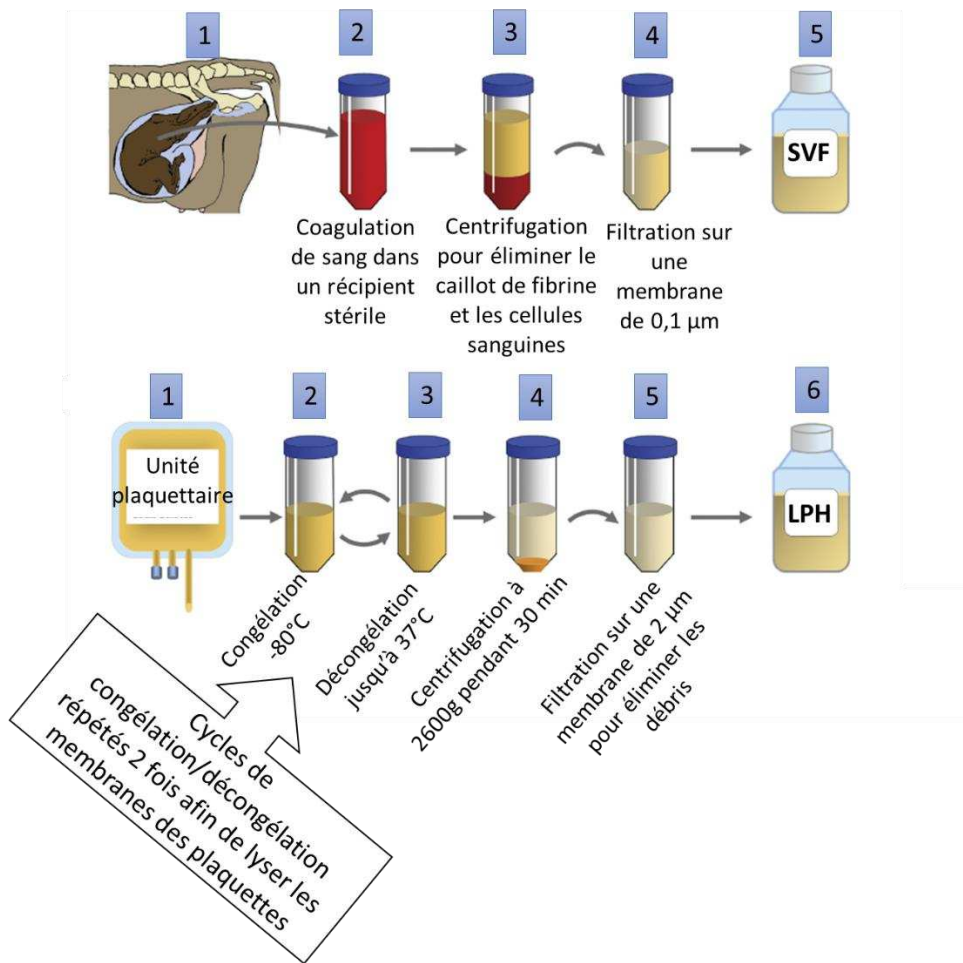 1
2
3
4
5
SVF
Coagulation
de sang dans
un récipient
stérile
Centrifugation
pour éliminer le
caillot de fibrine
et les cellules
sanguines
Filtration sur
une
membrane
de 0,1 µm
1
2
3
4
5
6
Unité
plaquettaire
LPH
Congélation
-80°C
Décongélation
jusqu'à 37°C
Centrifugation à
2600g pendant 30 min
Filtration sur une
membrane de 2 µm
pour éliminer les
débris
Cycles de
congélation/décongélation
répétés 2 fois afin de lyser les
membranes des plaquettes